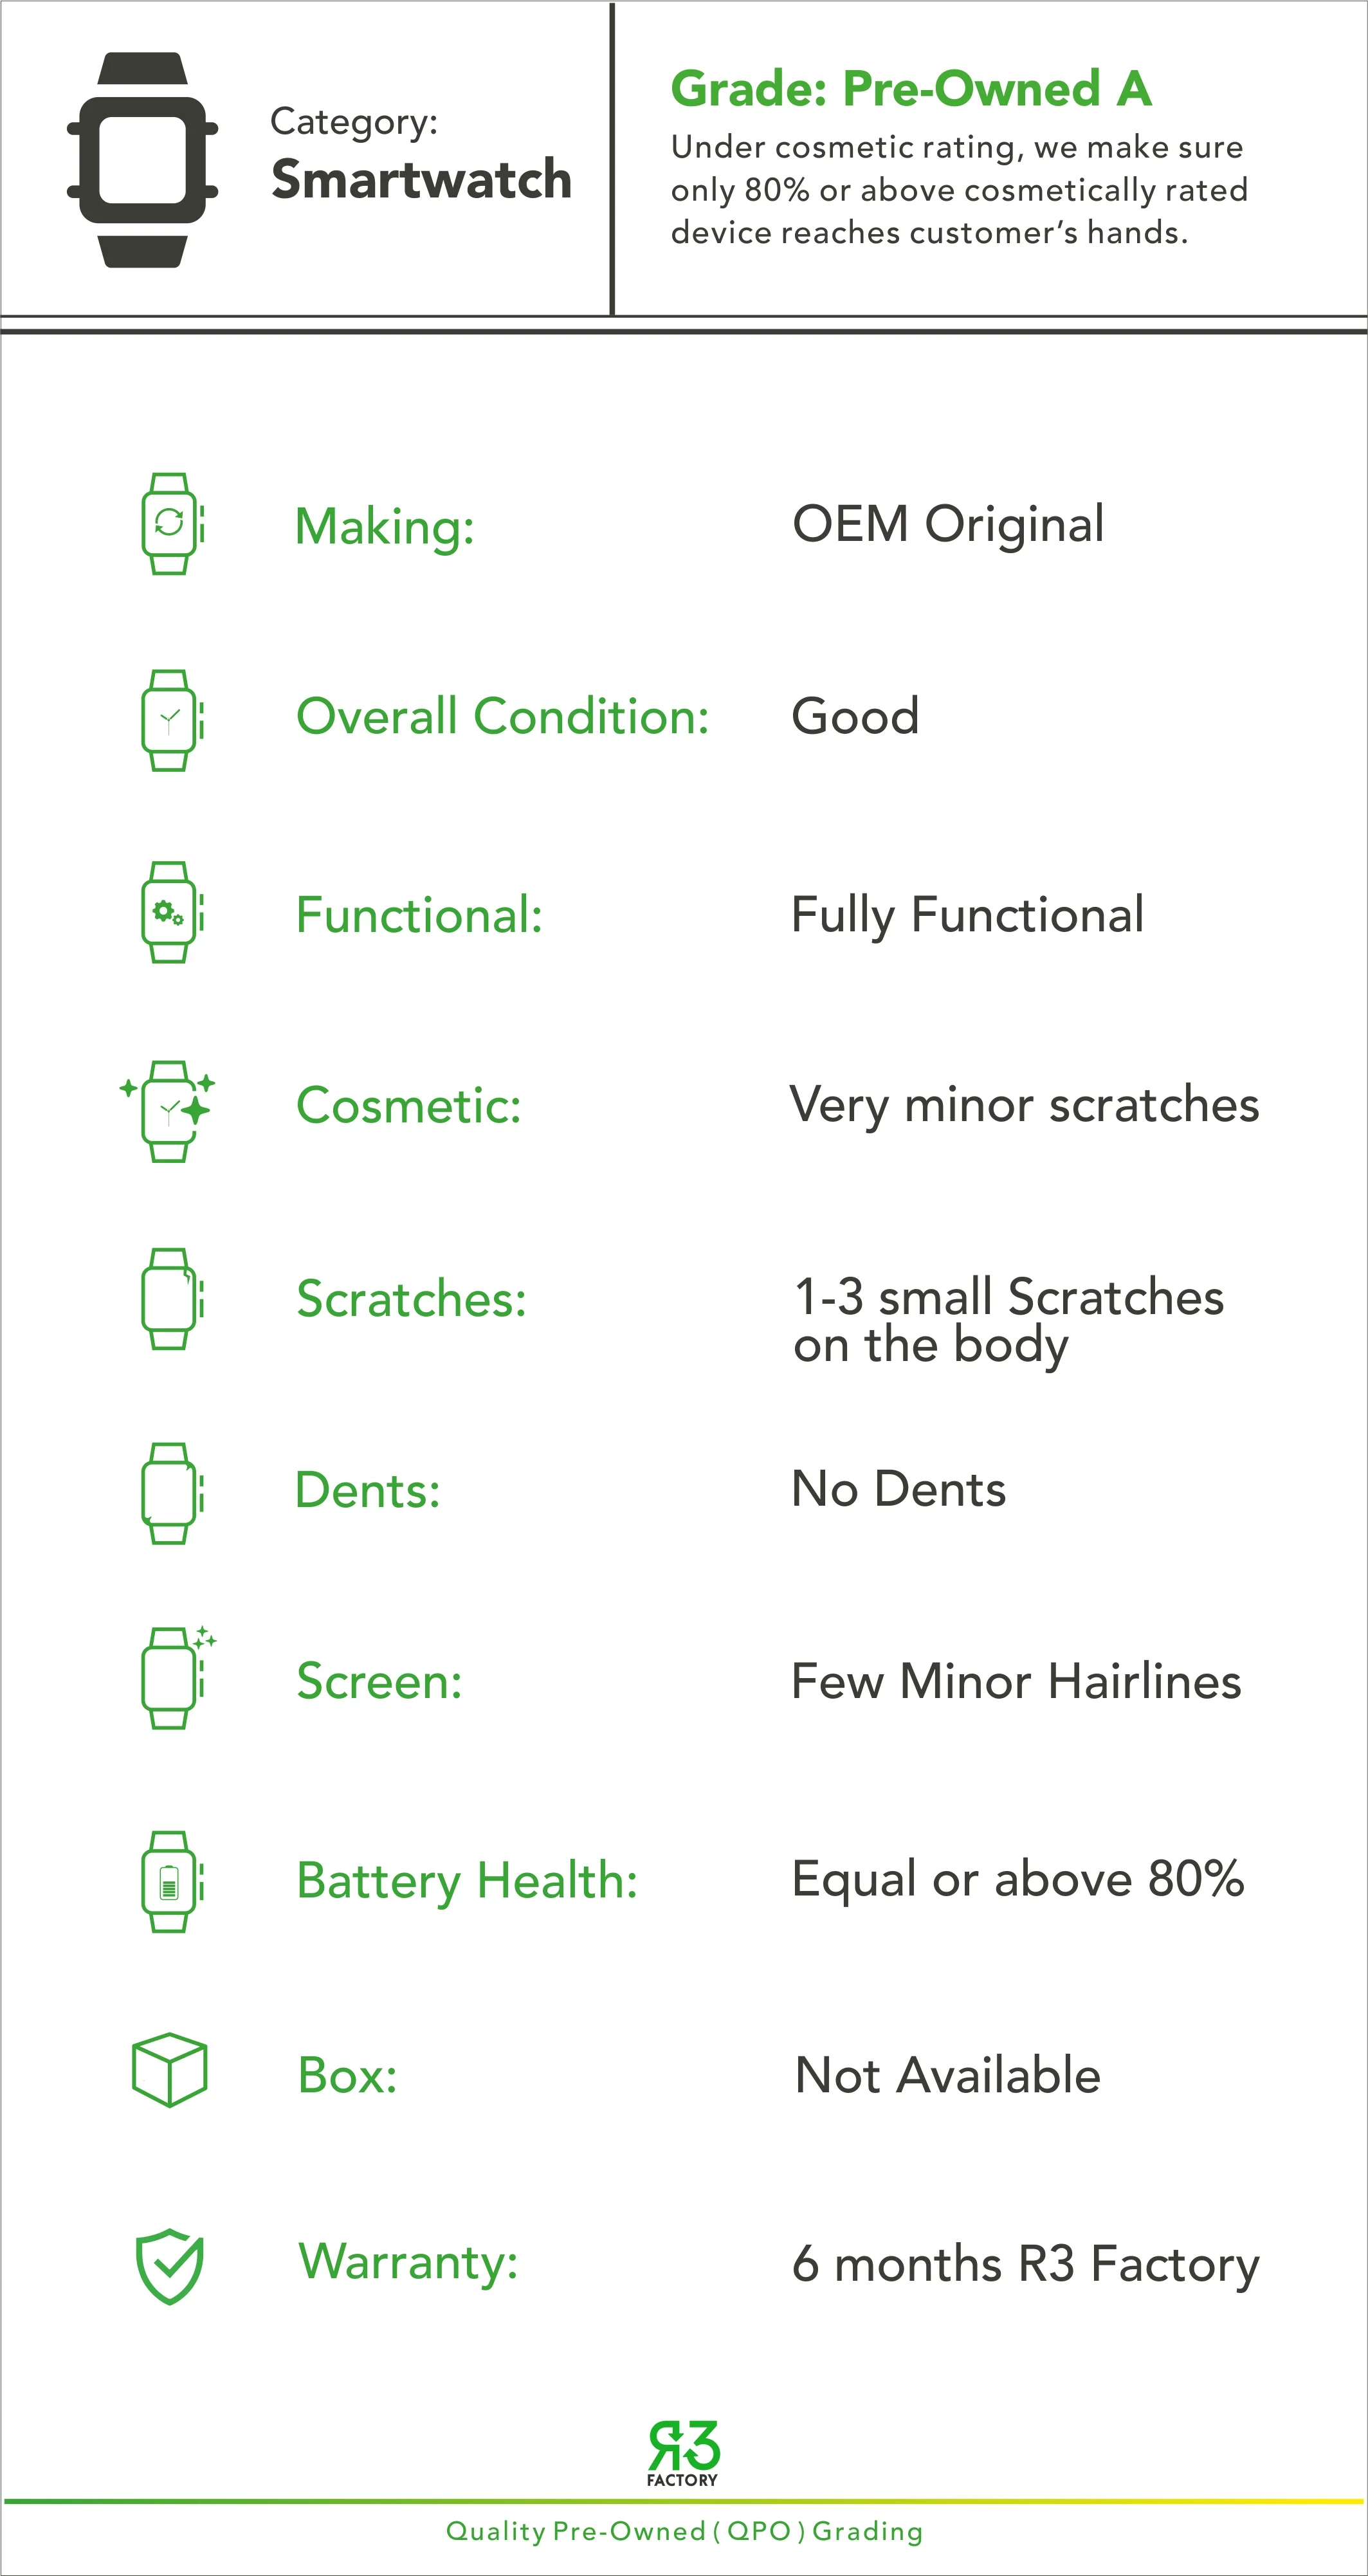 Category:
Smartwatch
Grade: Pre-Owned A
Under cosmetic rating, we make sure
only 80% or above cosmetically rated
device reaches customer’s hands.
Making: OEM Original
Overall Condition: Good
Functional: Fully Functional
Cosmetic: Very minor scratches
Scratches: 1-3 small Scratches
on the body
Dents: No Dents
Screen: Few Minor Hairlines
Battery Health: Equal or above 80%
Box: Not Available
Warranty: 6 months R3 Factory
R3
FACTORY
Quality Pre-Owned ( QPO ) Grading